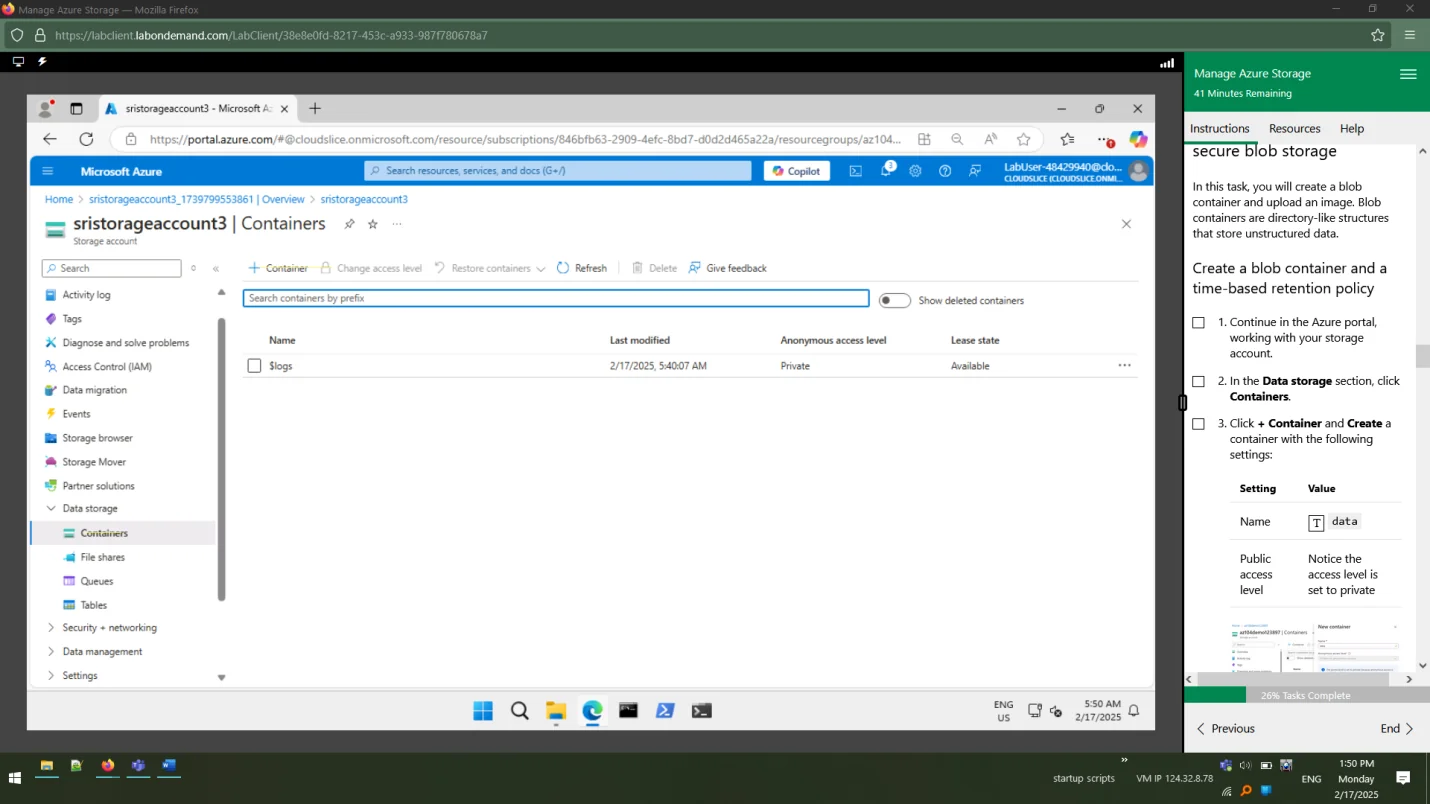 Manage Azure Storage — Mozilla Firefox
https://labclient.labondemand.com/LabClient/38e8e0fd-8217-453c-a933-987f780678a7
sristorageaccount3 - Microsoft Az
https://portal.azure.com/#@cloudslice.onmicrosoft.com/resource/subscriptions/846bfb63-2909-4efc-8bd7-d0d2d465a22a/resourcegroups/az104...
Microsoft Azure
Search resources, services, and docs (G+/)
Copilot
3
LabUser-48429940@clo...
CLOUDSLICE (CLOUDSLICE.ONMI...
Home > sristorageaccount3_1739799553861 | Overview > sristorageaccount3
sristorageaccount3 | Containers
Storage account
Search
Container
Change access level
Restore containers
Refresh
Delete
Give feedback
Activity log
Tags
Diagnose and solve problems
Access Control (IAM)
Data migration
Events
Storage browser
Storage Mover
Partner solutions
Data storage
Containers
File shares
Queues
Tables
Security + networking
Data management
Settings
Search containers by prefix
Show deleted containers
Name Last modified Anonymous access level Lease state
$logs 2/17/2025, 5:40:07 AM Private Available
ENG
US
5:50 AM
2/17/2025
Manage Azure Storage
41 Minutes Remaining
Instructions Resources Help
secure blob storage
In this task, you will create a blob
container and upload an image. Blob
containers are directory-like structures
that store unstructured data.
Create a blob container and a
time-based retention policy
1. Continue in the Azure portal,
working with your storage
account.
2. In the Data storage section, click
Containers.
3. Click + Container and Create a
container with the following
settings:
Setting Value
Name T data
Public
access
level
Notice the
access level is
set to private
New container
26% Tasks Complete
Previous
End
startup scripts
VM IP 124.32.8.78
ENG
1:50 PM
Monday
2/17/2025